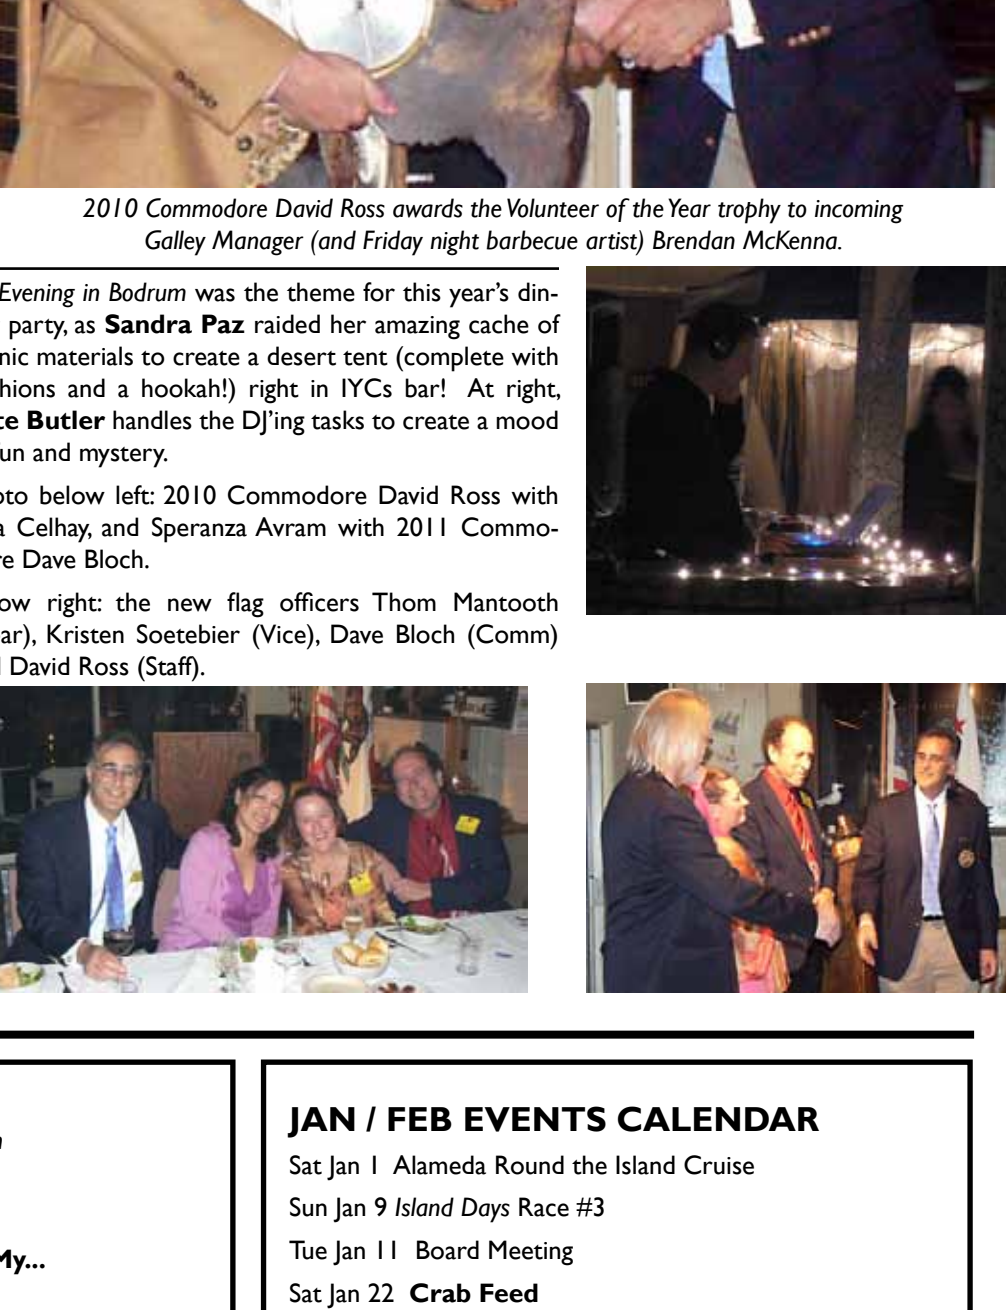 2010 Commodore David Ross awards the Volunteer of the Year trophy to incoming
Galley Manager (and Friday night barbecue artist) Brendan McKenna.
Evening in Bodrum was the theme for this year's din-
party, as Sandra Paz raided her amazing cache of
nic materials to create a desert tent (complete with
hions and a hookah!) right in IYCs bar! At right,
te Butler handles the DJ'ing tasks to create a mood
un and mystery.
oto below left: 2010 Commodore David Ross with
a Celhay, and Speranza Avram with 2011 Commo-
re Dave Bloch.
ow right: the new flag officers Thom Mantooth
ar), Kristen Soetebier (Vice), Dave Bloch (Comm)
David Ross (Staff).
My...
JAN / FEB EVENTS CALENDAR
Sat Jan 1 Alameda Round the Island Cruise
Sun Jan 9 Island Days Race #3
Tue Jan 11 Board Meeting
Sat Jan 22 Crab Feed